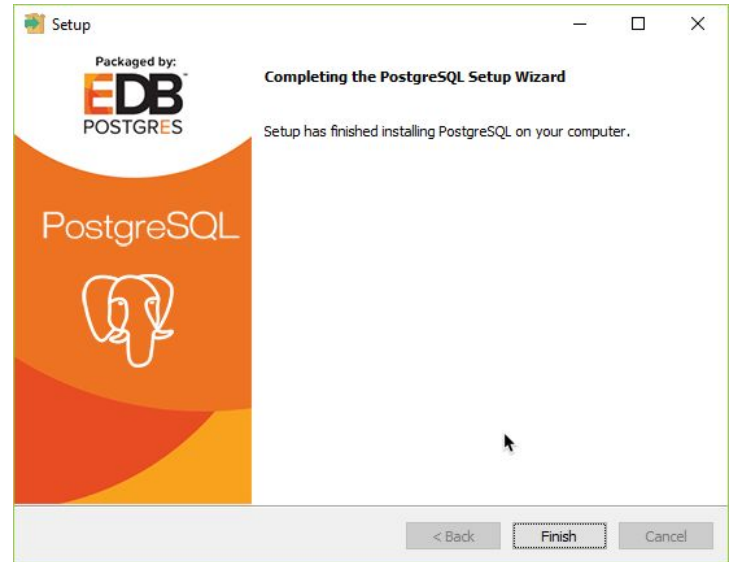 Setup
Packaged by:
EDB
POSTGRES
PostgreSQL
Completing the PostgreSQL Setup Wizard
Setup has finished installing PostgreSQL on your computer.
< Back
Finish
Cancel